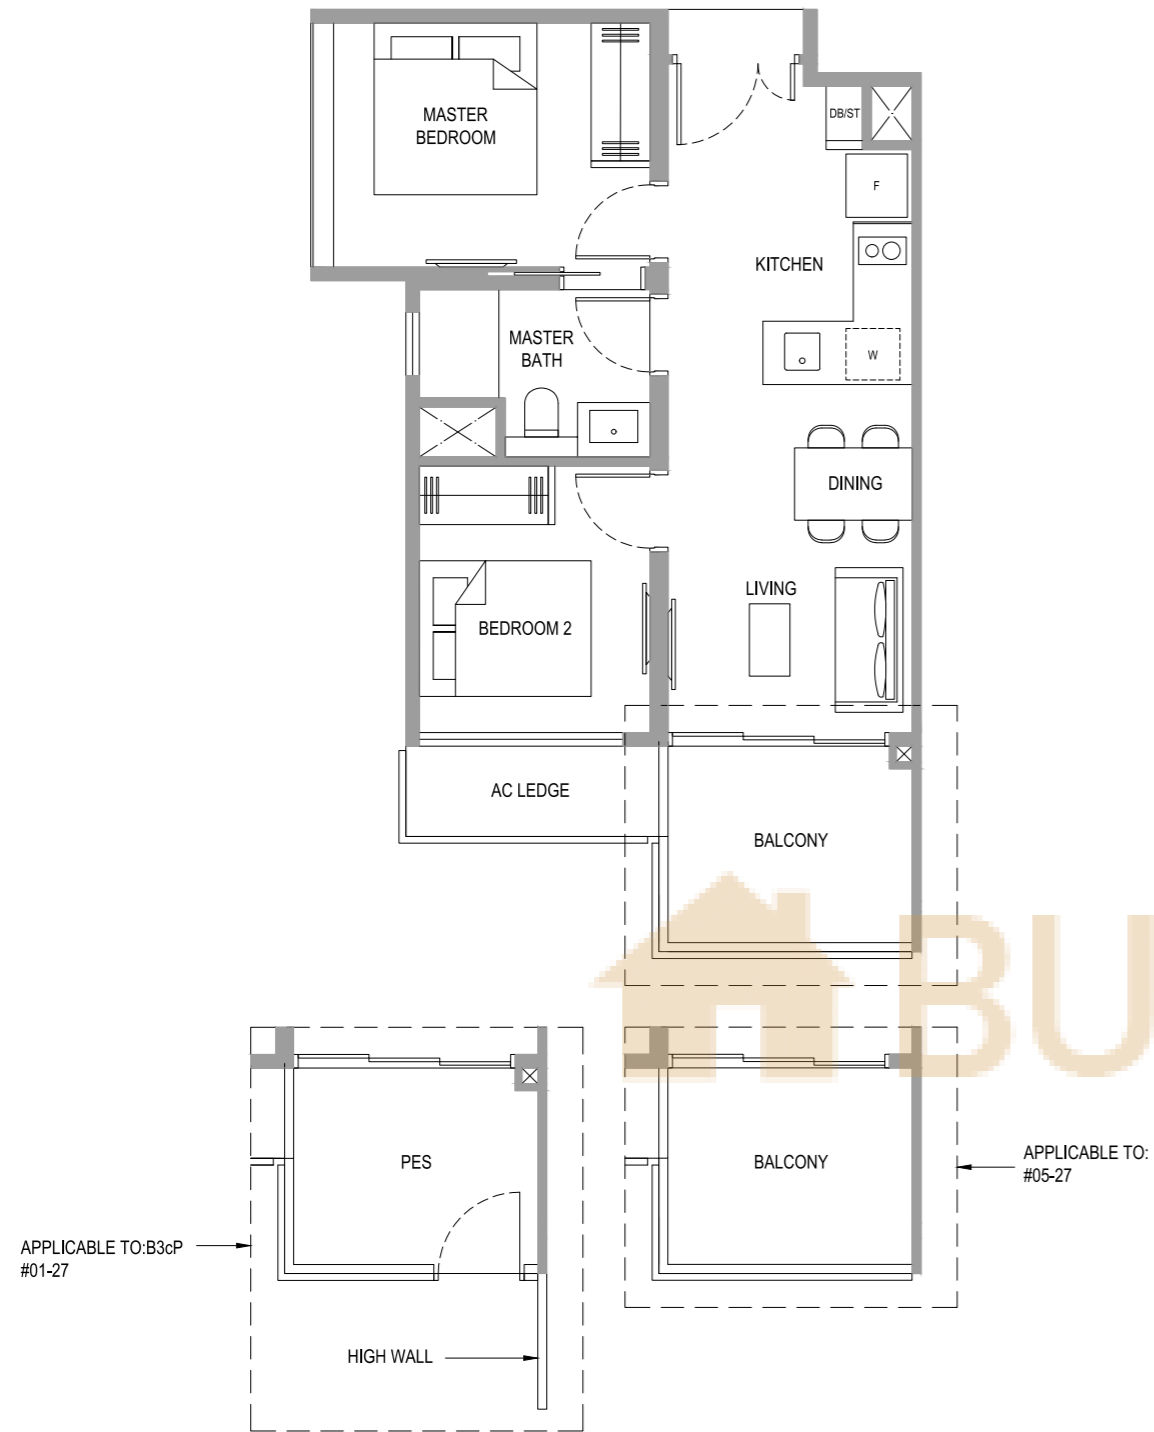 MASTER
BEDROOM
DB/ST
F
KITCHEN
MASTER
BATH
W
DINING
LIVING
BEDROOM 2
AC LEDGE
BALCONY
BU
PES
BALCONY
APPLICABLE TO:
#05-27
APPLICABLE TO:B3cP
#01-27
HIGH WALL